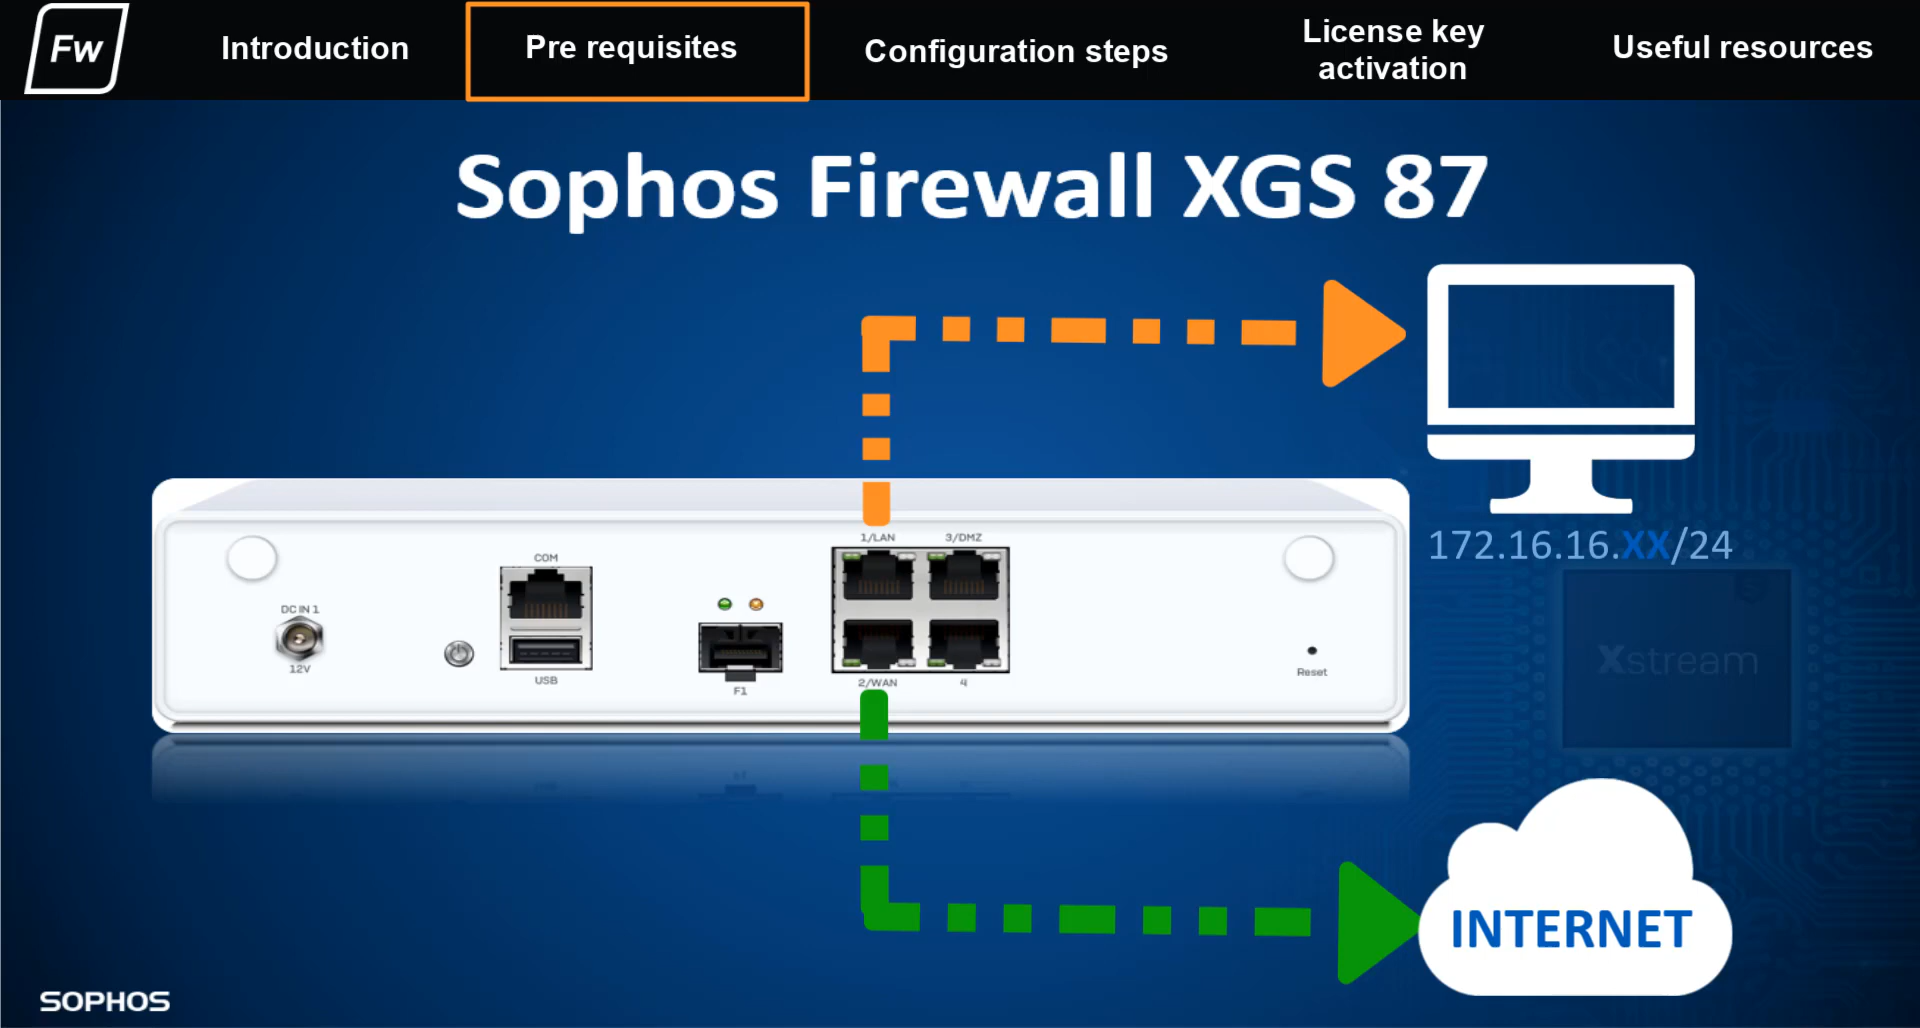 Fw
Introduction
Pre requisites
Configuration steps
License key
activation
Useful resources
Sophos Firewall XGS 87
172.16.16.XX/24
1/LAN
3/DMZ
COM
DC IN 1
12V
USB
F1
2/WAN
4
Reset
Xstream
INTERNET
SOPHOS